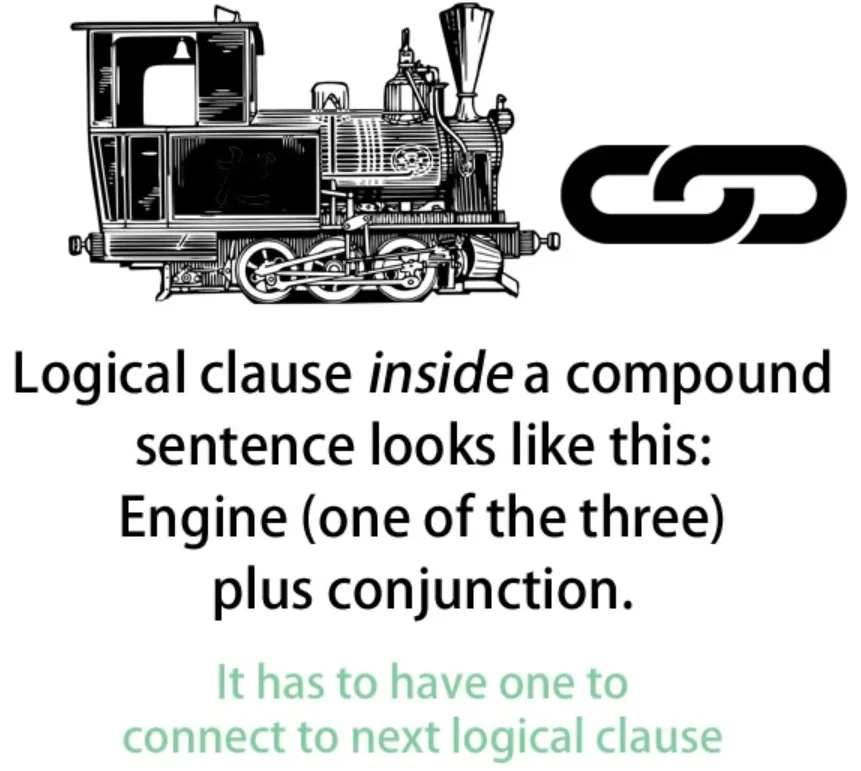 だ
Logical clause inside a compound
sentence looks like this:
Engine (one of the three)
plus conjunction.
It has to have one to
connect to next logical clause